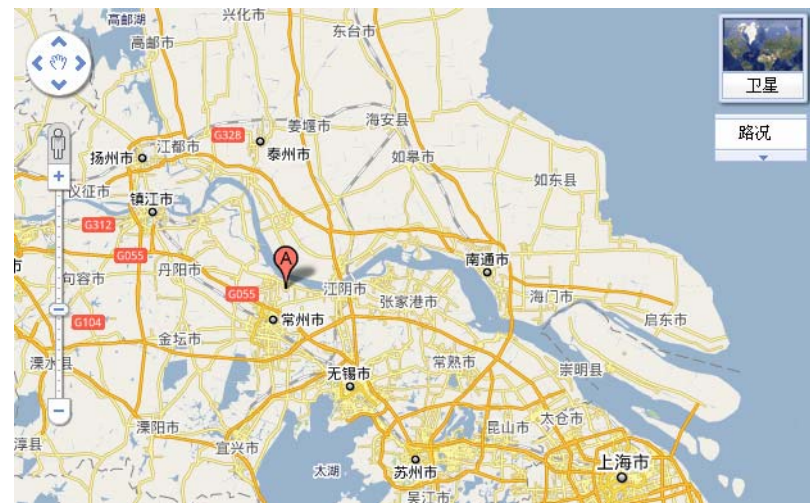 高邮湖
兴化市
高邮市
东台市
卫星
路况
G328
姜堰市
海安县
扬州市
江都市
泰州市
如皋市
仪征市
如东县
镇江市
G312
G055
丹阳市
A
南通市
句容市
G055
江阴市
张家港市
海门市
启东市
G104
常州市
金坛市
溧水县
无锡市
常熟市
崇明县
溧阳市
太仓市
昆山市
宜兴市
淳县
太湖
苏州市
上海市
吴江市
市